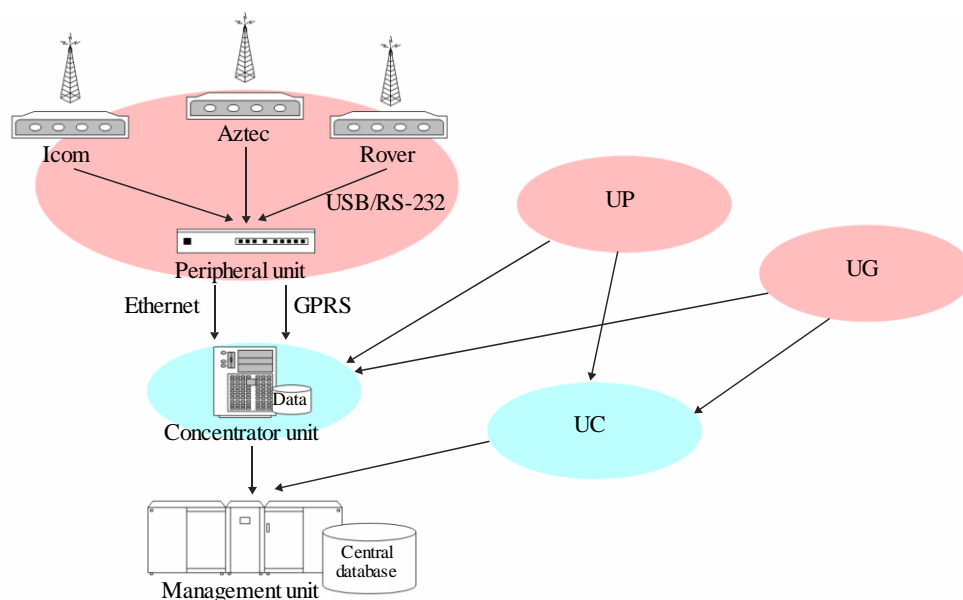 Icom
Aztec
Rover
USB/RS-232
Peripheral unit
Ethernet
GPRS
UP
UG
Data
Concentrator unit
UC
Central
database
Management unit